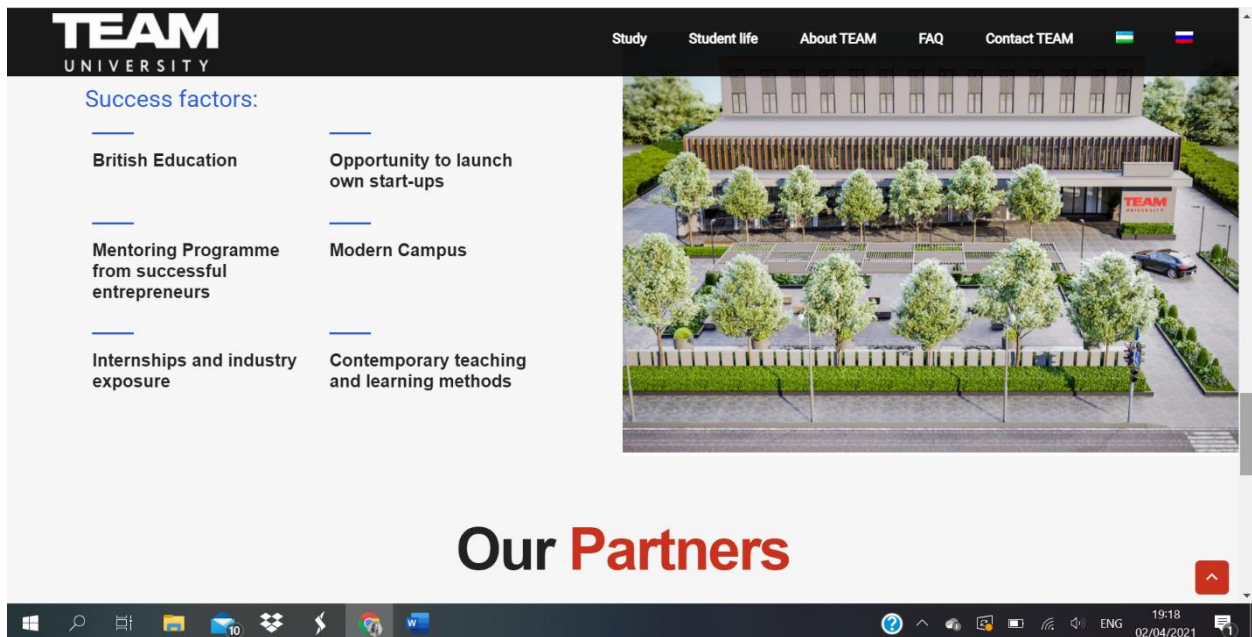 TEAM
UNIVERSITY
Study Student life About TEAM FAQ Contact TEAM
Success factors:
British Education
Opportunity to launch
own start-ups
Mentoring Programme
from successful
entrepreneurs
Modern Campus
Internships and industry
exposure
Contemporary teaching
and learning methods
TEAM
UNIVERSITY
Our Partners
10
W
ENG
19:18
02/04/2021
1